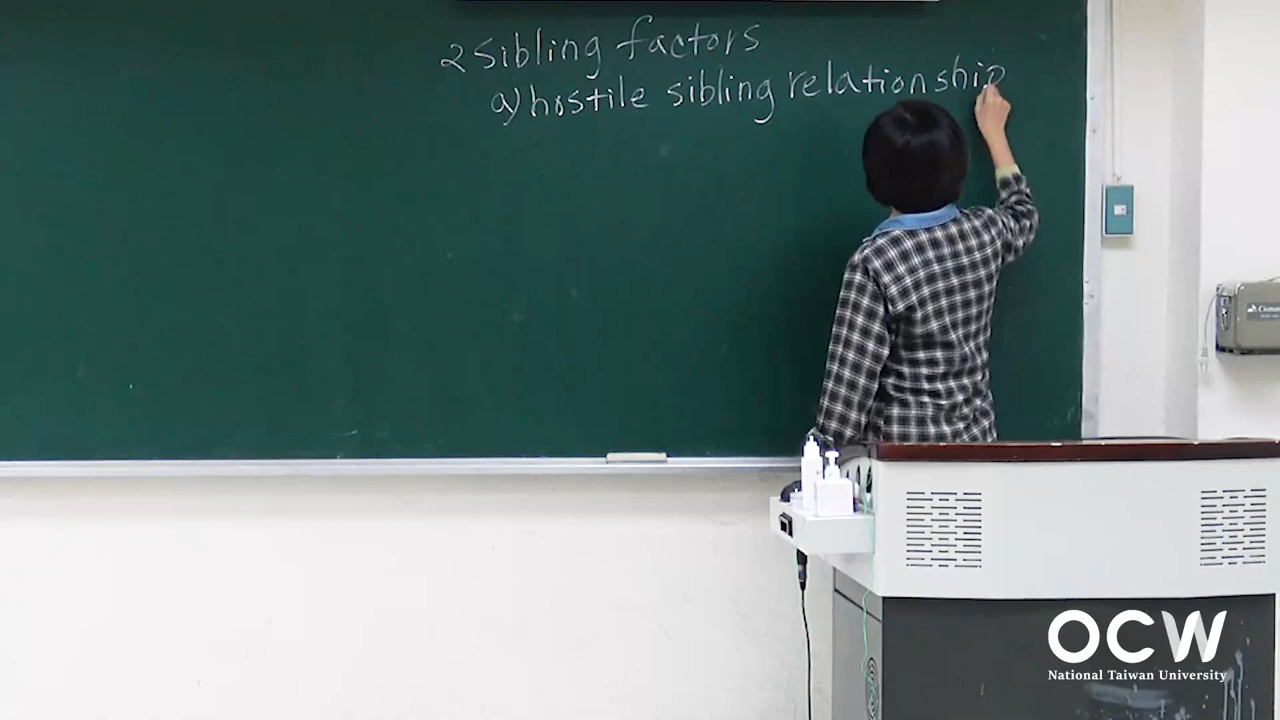 2 Sibling factors
a) hostile sibling relationship
OCW
National Taiwan University